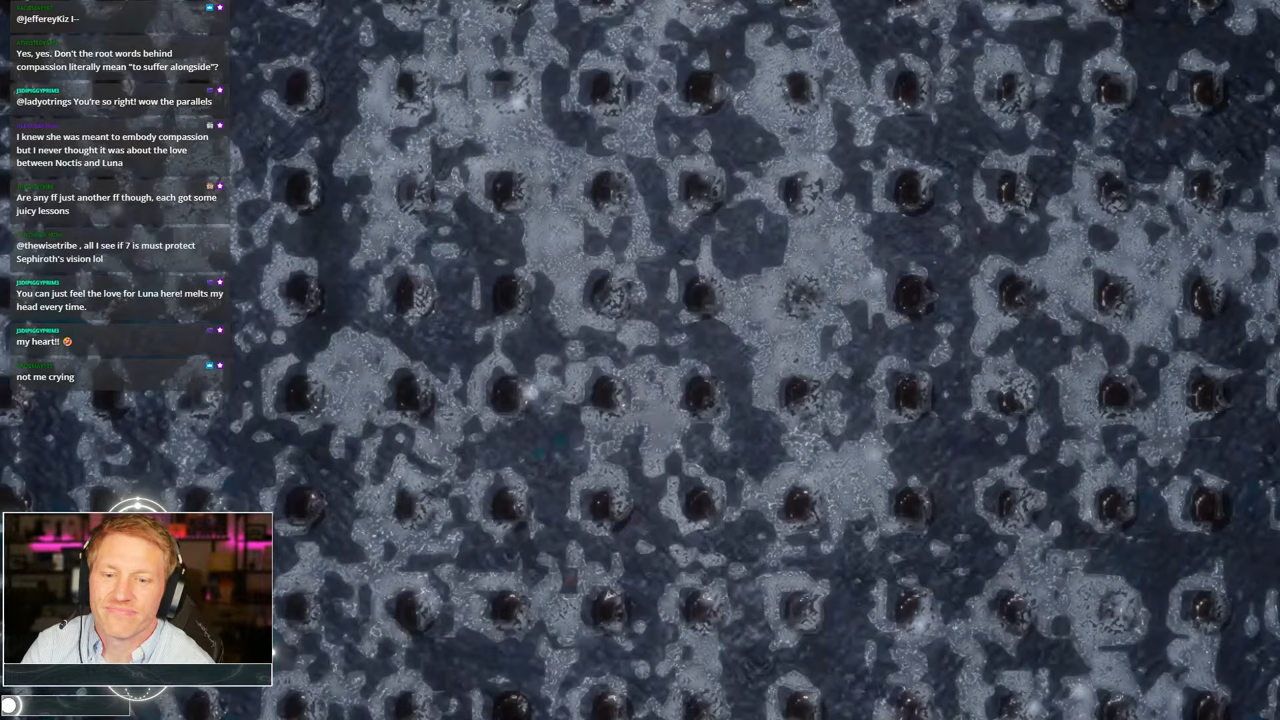 @JeffereyKiz I--
Yes, yes. Don't the root words behind
compassion literally mean "to suffer alongside"?
J3DIPIGGYPRIM3
@ladyotrings You're so right! wow the parallels
I knew she was meant to embody compassion
but I never thought it was about the love
between Noctis and Luna
Are any ff just another ff though, each got some
juicy lessons
@thewisetribe , all I see if 7 is must protect
Sephiroth's vision lol
J3DIPIGGYPRIM3
You can just feel the love for Luna here! melts my
head every time.
J3DIPIGGYPRIM3
my heart!! 🤣
not me crying